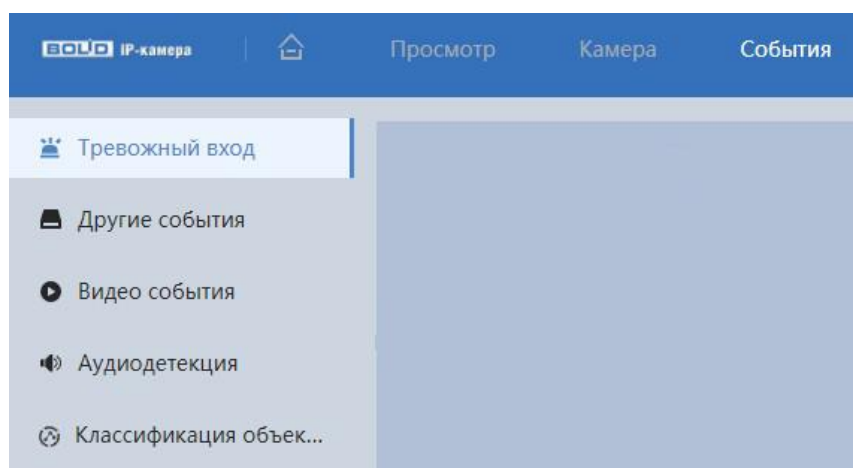 BOLID IP-камера Просмотр Камера События
Тревожный вход
Другие события
Видео события
Аудиодетекция
Классификация объек...